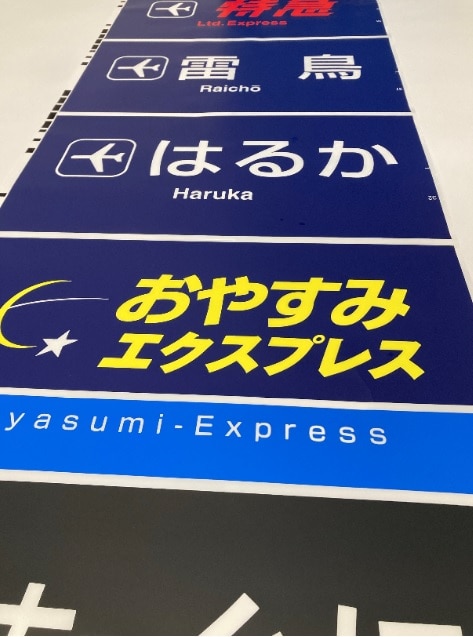 特急
Ltd. Express
雷鳥
Raichō
はるか
Haruka
おやすみ
エクスプレス
yasumi-Express